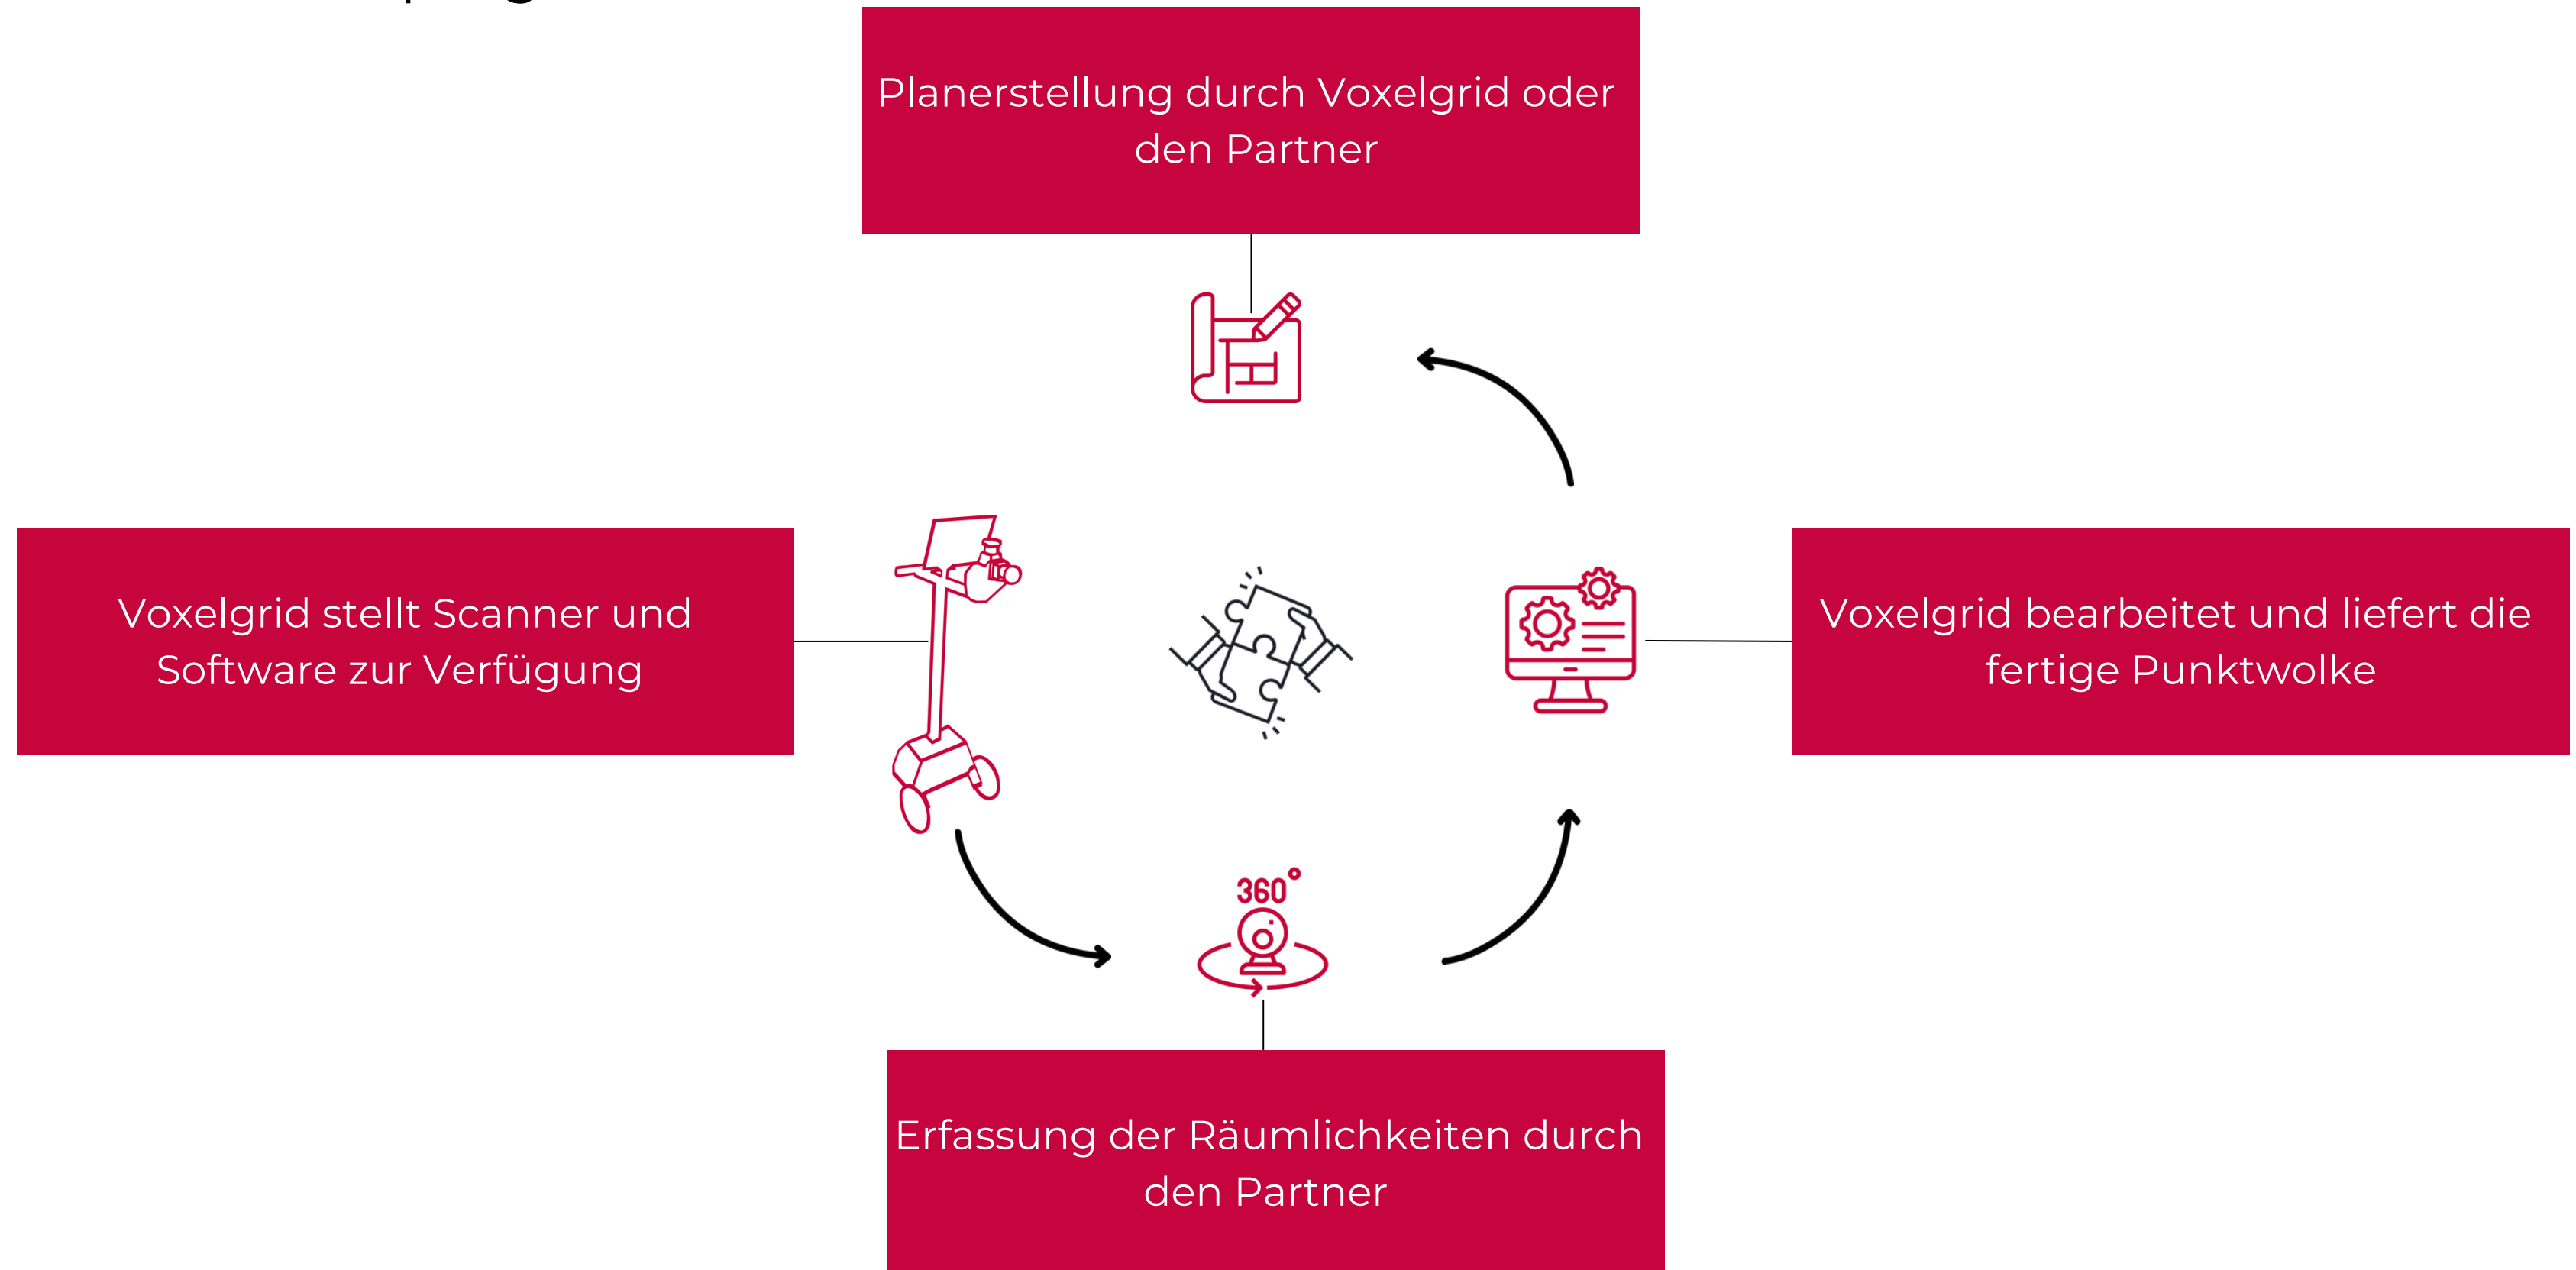 Planerstellung durch Voxelgrid oder
den Partner
Voxelgrid stellt Scanner und
Software zur Verfügung
Voxelgrid bearbeitet und liefert die
fertige Punktwolke
360°
Erfassung der Räumlichkeiten durch
den Partner